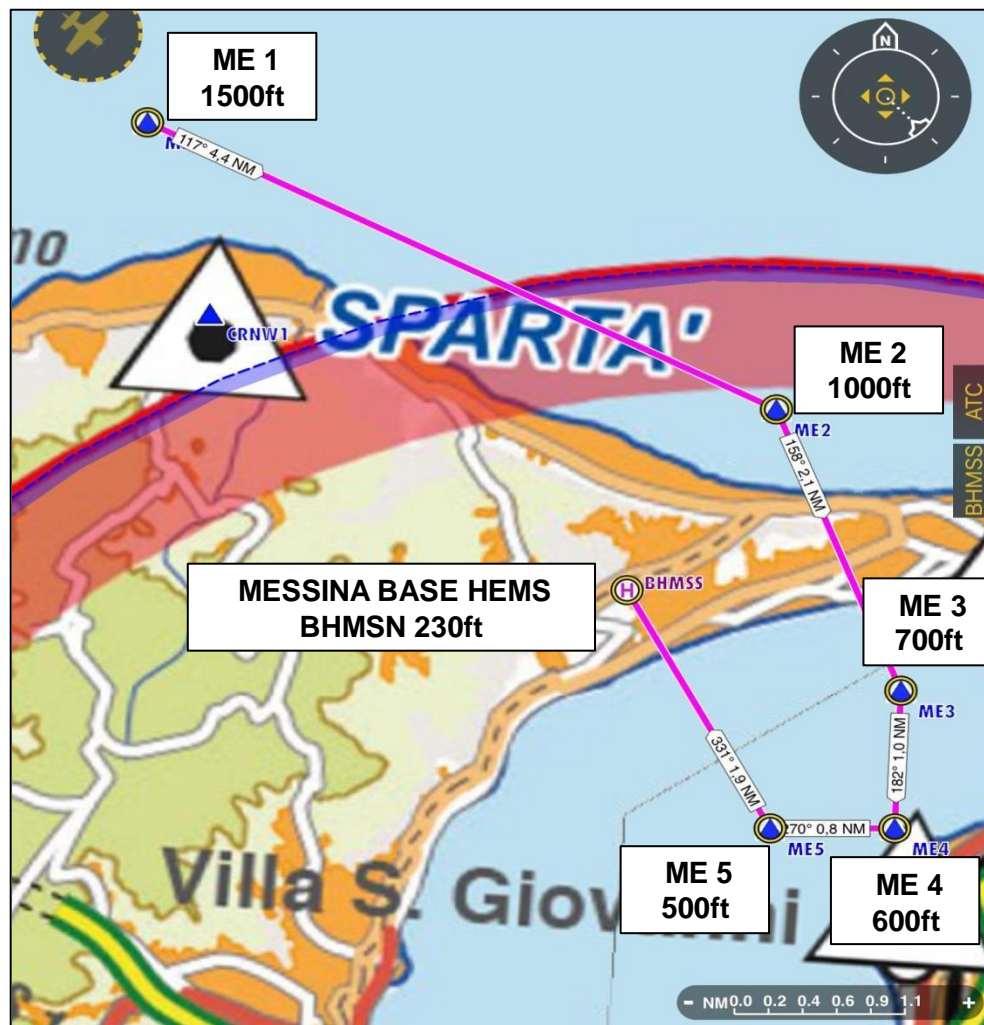 N
ME 1
1500ft
117° 4,4 NM
CRNW1
SPARTA'
ME 2
1000ft
ME2
ATC
158° 2,1 NM
BHMSS
BHMSS
H
MESSINA BASE HEMS
BHMSN 230ft
ME 3
700ft
ME3
182° 1,0 NM
331° 1.9 NM
270° 0,8 NM
ME5
ME4
Villa S.
ME 5
500ft
ME 4
600ft
- NM 0.0 0.2 0.4 0.6 0.9 1.1 +